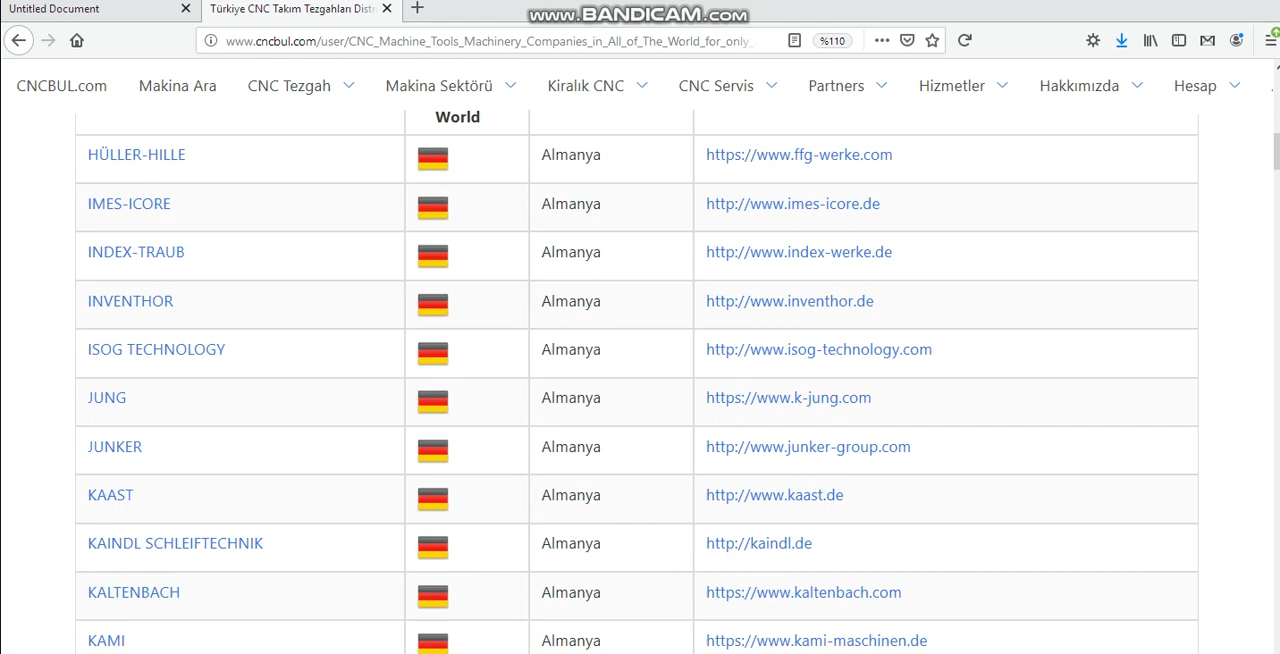 Untitled Document
Türkiye CNC Takım Tezgahları Distr
www.BANDICAM.com
www.cncbul.com/user/CNC_Machine_Tools_Machinery_Companies_in_All_of_The_World_for_only_
%110
CNCBUL.com Makina Ara CNC Tezgah Makina Sektörü Kiralık CNC CNC Servis Partners Hizmetler Hakkımızda Hesap
World
HÜLLER-HILLE Almanya https://www.ffg-werke.com
IMES-ICORE Almanya http://www.imes-icore.de
INDEX-TRAUB Almanya http://www.index-werke.de
INVENTHOR Almanya http://www.inventhor.de
ISOG TECHNOLOGY Almanya http://www.isog-technology.com
JUNG Almanya https://www.k-jung.com
JUNKER Almanya http://www.junker-group.com
KAAST Almanya http://www.kaast.de
KAINDL SCHLEIFTECHNIK Almanya http://kaindl.de
KALTENBACH Almanya https://www.kaltenbach.com
KAMI Almanya https://www.kami-maschinen.de